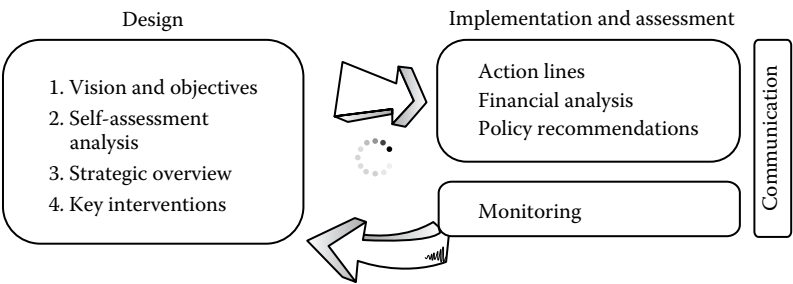 Design
1. Vision and objectives
2. Self-assessment
analysis
3. Strategic overview
4. Key interventions
Implementation and assessment
Action lines
Financial analysis
Policy recommendations
Monitoring
Communication